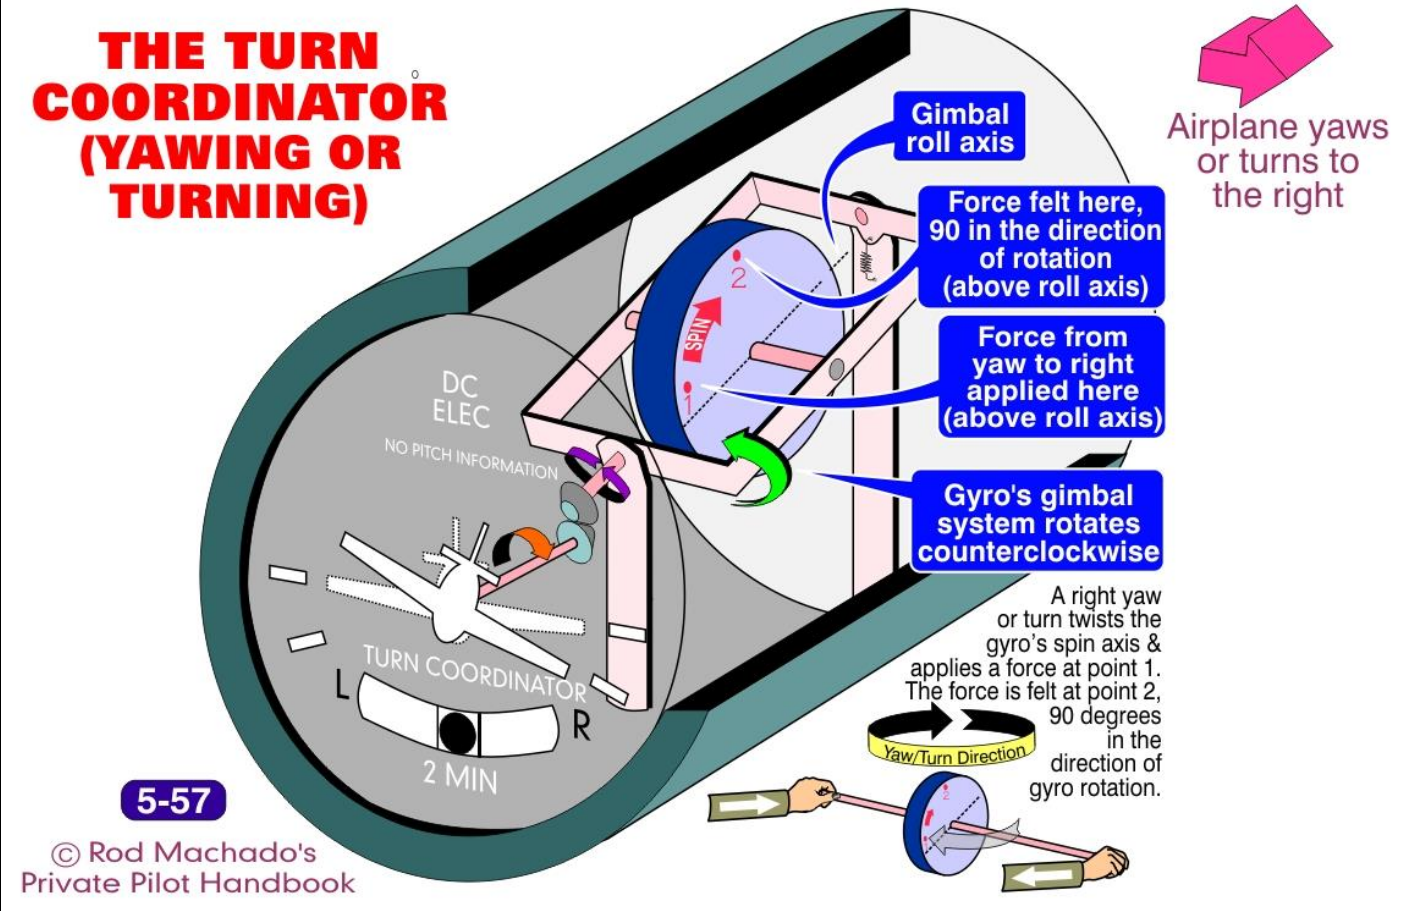 THE TURN
COORDINATOR
(YAWING OR
TURNING)
Gimbal
roll axis
Airplane yaws
or turns to
the right
Force felt here,
90 in the direction
of rotation
(above roll axis)
2
SPIN
1
Force from
yaw to right
applied here
(above roll axis)
DC
ELEC
NO PITCH INFORMATION
Gyro's gimbal
system rotates
counterclockwise
TURN COORDINATOR
L
R
2 MIN
A right yaw
or turn twists the
gyro's spin axis &
applies a force at point 1.
The force is felt at point 2,
90 degrees
in the
direction of
gyro rotation.
Yaw/Turn Direction
2
5-57
© Rod Machado's
Private Pilot Handbook